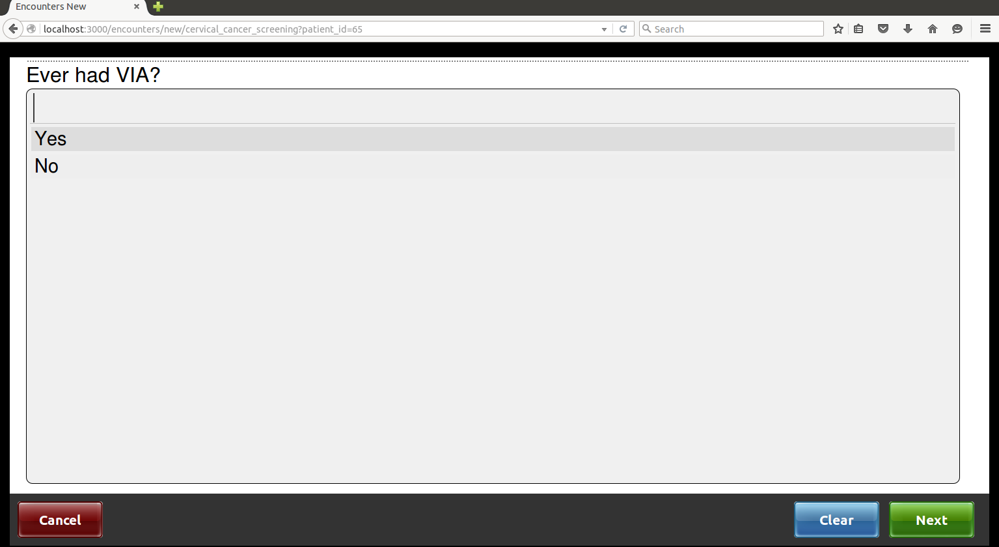 Encounters New
localhost:3000/encounters/new/cervical_cancer_screening?patient_id=65
Search
Ever had VIA?
Yes
No
Cancel
Clear
Next